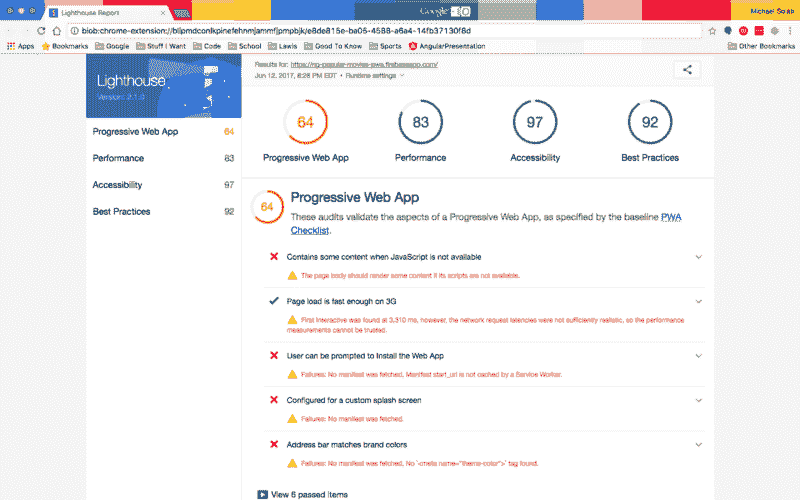 Lighthouse Report
Google
Michael Solati
blob:chrome-extension://blipmdconlkpinefehnmjammfjpmpbjk/e8de815e-ba05-4588-a6a4-14fb37130f8d
Apps Bookmarks Google Stuff I Want Code School Lewis Good To Know Sports AngularPresentation Other Bookmarks
Lighthouse
Version: 2.1.0
Progressive Web App 64
Performance 83
Accessibility 97
Best Practices 92
Results for: https://ng-popular-movies-pwa.firebaseapp.com/
Jun 12, 2017, 8:26 PM EDT • Runtime settings
64 83 97 92
Progressive Web App Performance Accessibility Best Practices
64
Progressive Web App
These audits validate the aspects of a Progressive Web App, as specified by the baseline PWA
Checklist.
Contains some content when JavaScript is not available
The page body should render some content if its scripts are not available.
Page load is fast enough on 3G
First Interactive was found at 3,310 ms, however, the network request latencies were not sufficiently realistic, so the performance
measurements cannot be trusted.
User can be prompted to Install the Web App
Failures: No manifest was fetched, Manifest start_url is not cached by a Service Worker.
Configured for a custom splash screen
Failures: No manifest was fetched.
Address bar matches brand colors
Failures: No manifest was fetched, No `<meta name="theme-color">` tag found.
View 6 passed items